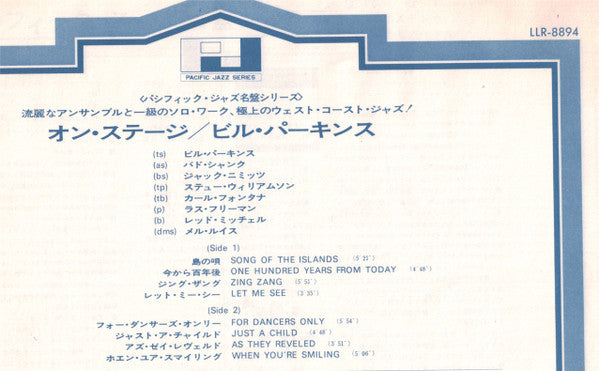 LLR-8894
PACIFIC JAZZ SERIES
〈パシフィック・ジャズ名盤シリーズ〉
流麗なアンサンブルと一級のソロ・ワーク、極上のウェスト・コースト・ジャズ!
オン・ステージ/ビル・パーキンス
(ts) ビル・パーキンス
(as) バド・シャンク
(bs) ジャック・ニミッツ
(tp) ステュー・ウィリアムソン
(tb) カール・フォンタナ
(p) ラス・フリーマン
(b) レッド・ミッチェル
(dms) メル・ルイス
(Side 1)
島の唄 SONG OF THE ISLANDS (5′21″)
今から百年後 ONE HUNDRED YEARS FROM TODAY (4′48″)
ジング・ザング ZING ZANG (5′51″)
レット・ミー・シー LET ME SEE (3′35″)
(Side 2)
フォー・ダンサーズ・オンリー FOR DANCERS ONLY (5′54″)
ジャスト・ア・チャイルド JUST A CHILD (4′48″)
アズ・ゼイ・レヴェルド AS THEY REVELED (3′51″)
ホエン・ユア・スマイリング WHEN YOU'RE SMILING (5′06″)